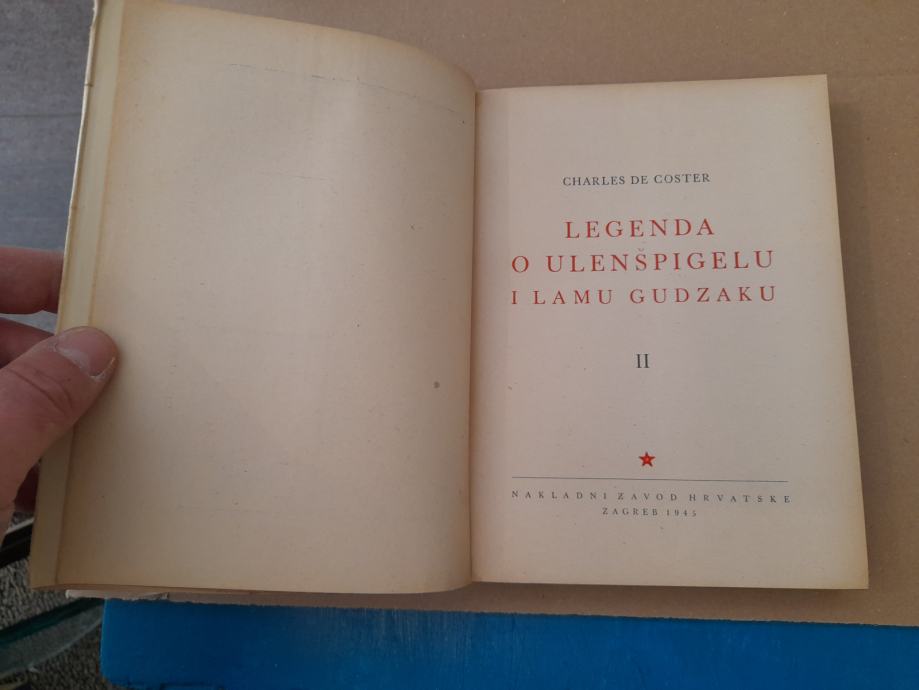 CHARLES DE COSTER
LEGENDA
O ULENŠPIGELU
I LAMU GUDZAKU
II
NAKLADNI ZAVOD HRVATSKE
ZAGREB 1945